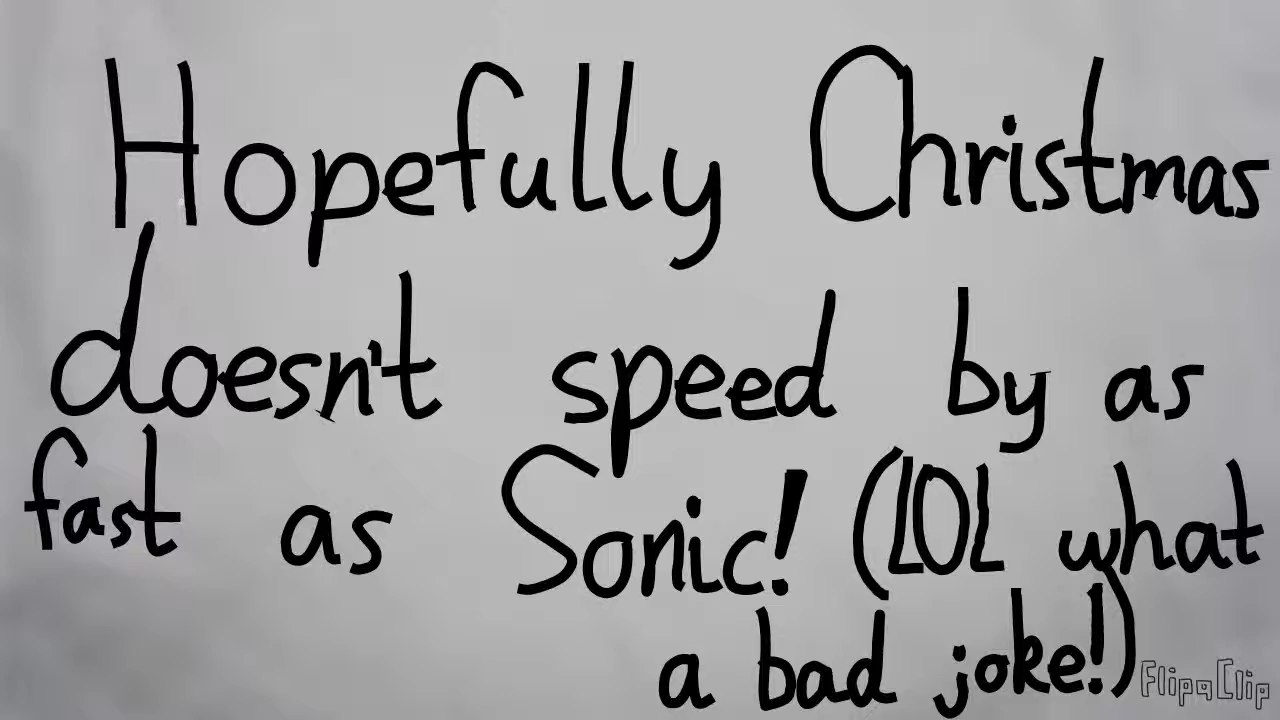 Hopefully Christmas
doesn't speed by as
fast as Sonic! (LOL what
a bad joke!)
FlipaClip